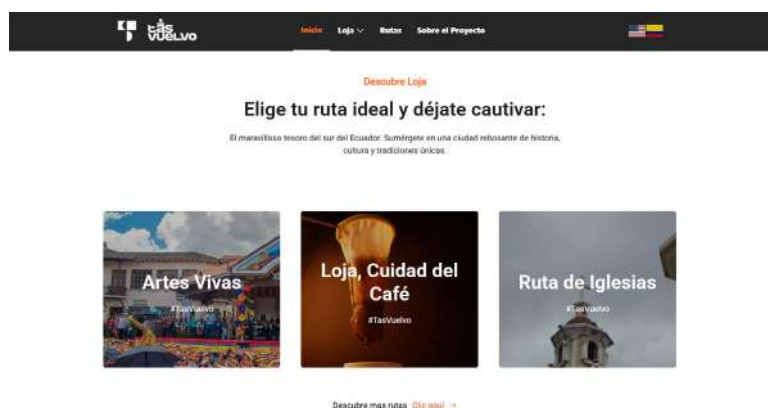 tás
vuelvo
Inicio Loja Rutas Sobre el Proyecto
Descubre Loja
Elige tu ruta ideal y déjate cautivar:
El maravilloso tesoro del sur del Ecuador. Sumérgete en una ciudad rebosante de historia,
cultura y tradiciones únicas.
Artes Vivas
#TasVuelvo
Loja, Cuidad del
Café
#TasVuelvo
Ruta de Iglesias
#TasVuelvo
Descubre mas rutas Clic aquí →